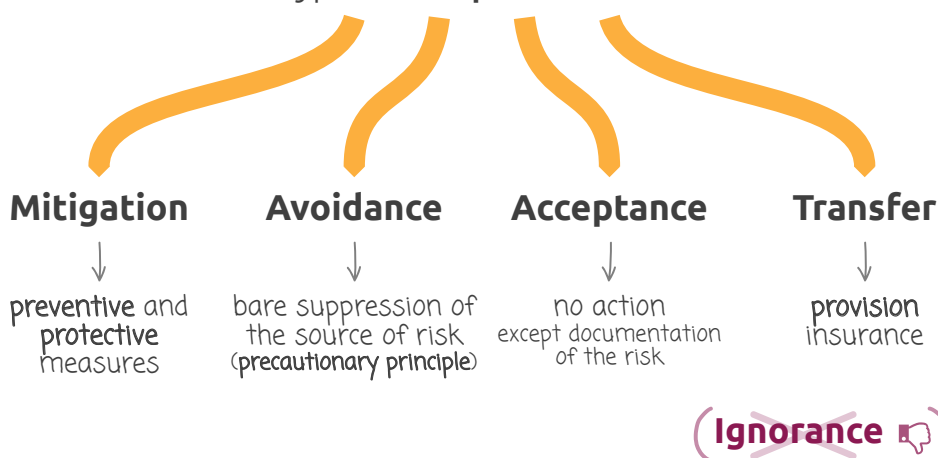 Mitigation
Avoidance
Acceptance
Transfer
preventive and
protective
measures
bare suppression of
the source of risk
(precautionary principle)
no action
except documentation
of the risk
provision
insurance
(Ignorance)